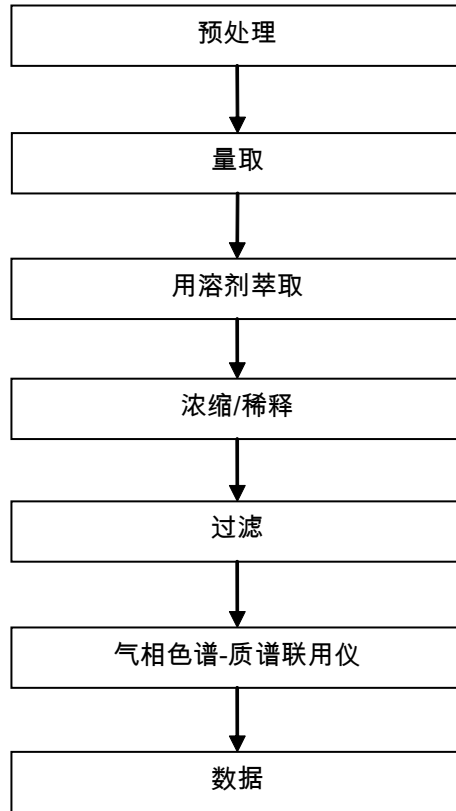 预处理
量取
用溶剂萃取
浓缩/稀释
过滤
气相色谱-质谱联用仪
数据